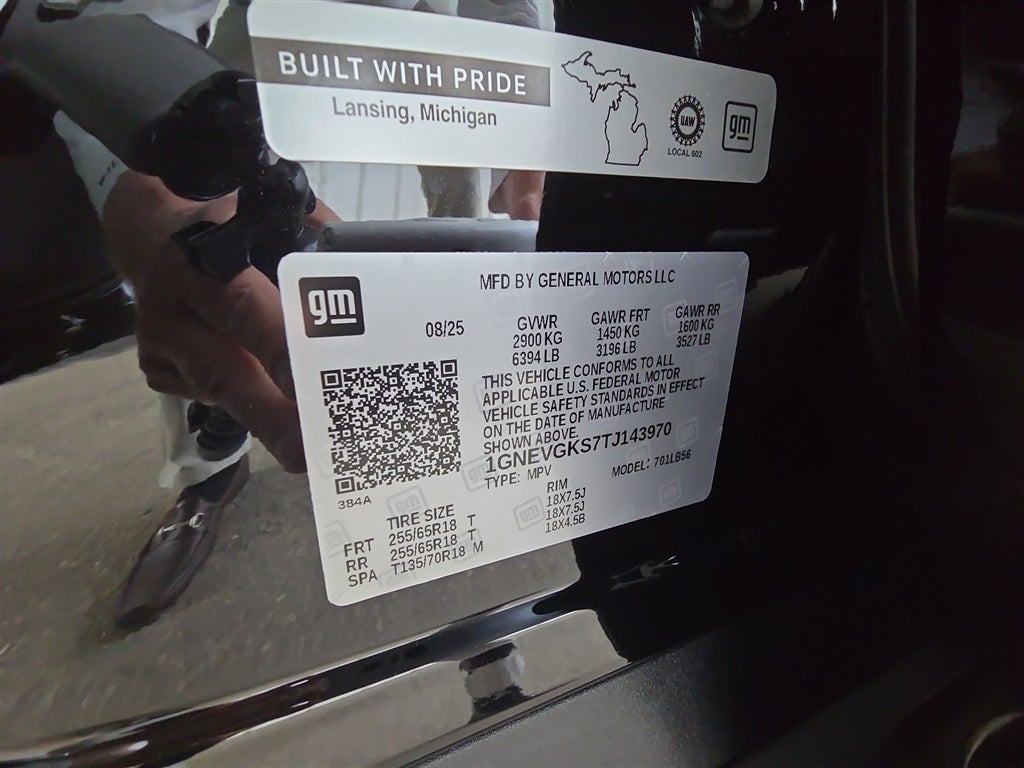 BUILT WITH PRIDE
Lansing, Michigan
UAW
LOCAL 602
gm
gm
MFD BY GENERAL MOTORS LLC
08/25
GVWR GAWR FRT GAWR RR
2900 KG 1450 KG 1600 KG
6394 LB 3196 LB 3527 LB
THIS VEHICLE CONFORMS TO ALL
APPLICABLE U.S. FEDERAL MOTOR
VEHICLE SAFETY STANDARDS IN EFFECT
ON THE DATE OF MANUFACTURE
SHOWN ABOVE
1GNEVGKS7TJ143970
TYPE: MPV MODEL: 701LB56
384A
TIRE SIZE RIM
FRT 255/65R18 T 18X7.5J
RR 255/65R18 T 18X7.5J
SPA T135/70R18 M 18X4.5B